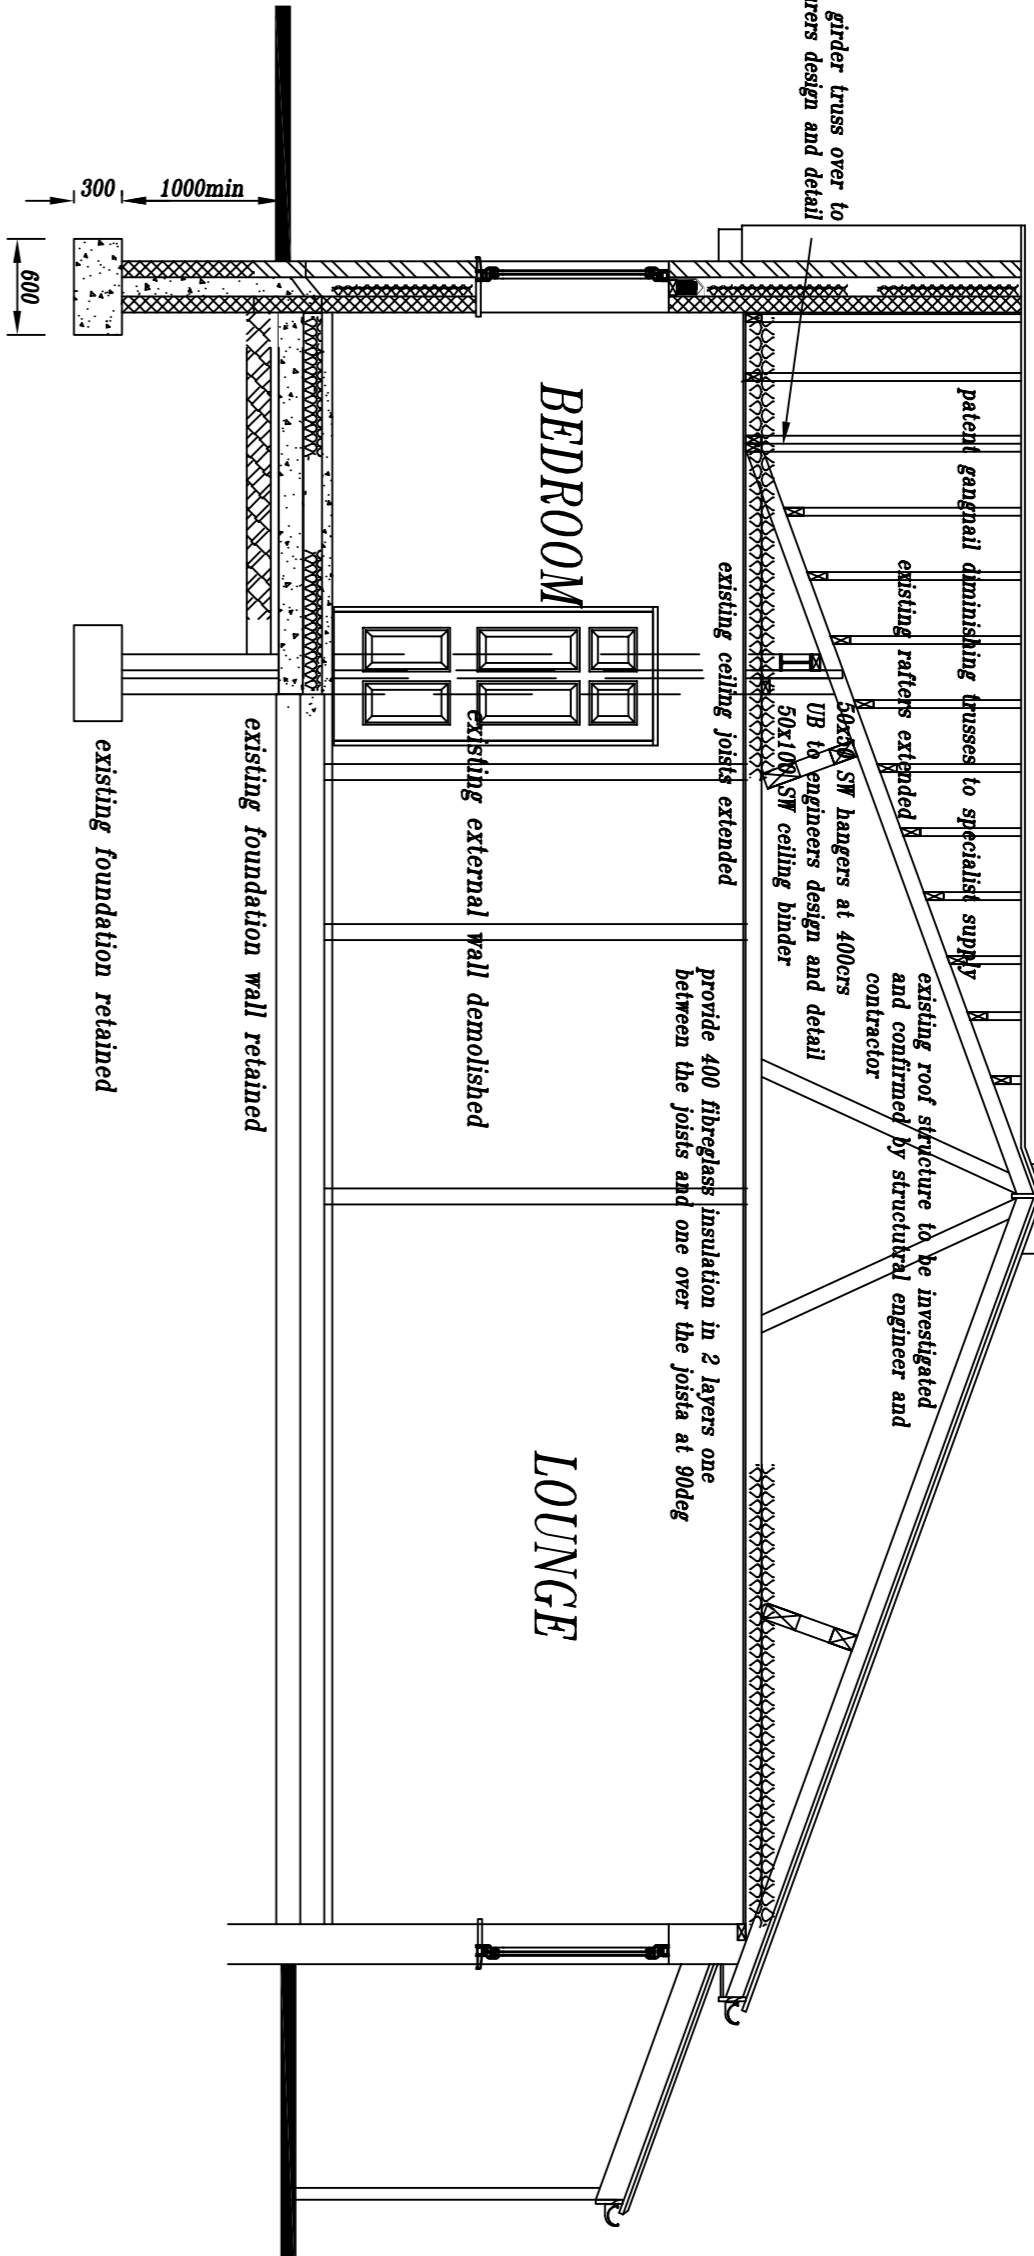 girder truss over to
design and detail
patent gangnail diminishing trusses to specialist supply
existing rafters extended
existing roof structure to be investigated
and confirmed by structutral engineer and
contractor
50x50 SW hangers at 400crs
UB to engineers design and detail
50x100 SW ceiling binder
existing ceiling joists extended
provide 400 fibreglass insulation in 2 layers one
between the joists and one over the joista at 90deg
BEDROOM
LOUNGE
existing external wall demolished
existing foundation wall retained
existing foundation retained
1000min
300
600